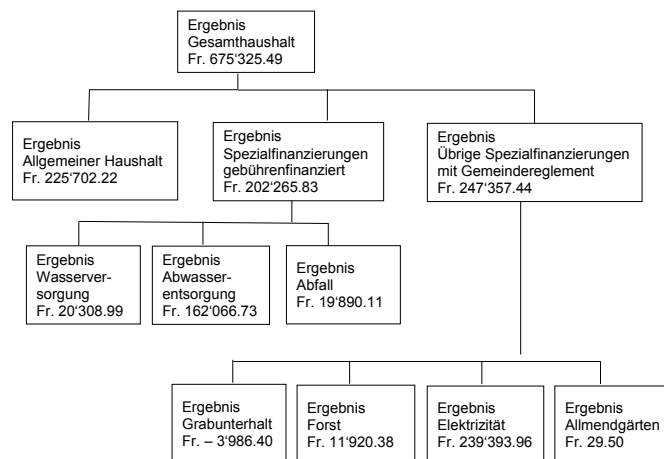 Ergebnis
Gesamthaushalt
Fr. 675‘325.49
Ergebnis
Allgemeiner Haushalt
Fr. 225’702.22
Ergebnis
Spezialfinanzierungen
gebührenfinanziert
Fr. 202’265.83
Ergebnis
Übrige Spezialfinanzierungen
mit Gemeindereglement
Fr. 247’357.44
Ergebnis
Wasserver-
sorgung
Fr. 20‘308.99
Ergebnis
Abwasser-
entsorgung
Fr. 162’066.73
Ergebnis
Abfall
Fr. 19‘890.11
Ergebnis
Grabunterhalt
Fr. – 3‘986.40
Ergebnis
Forst
Fr. 11‘920.38
Ergebnis
Elektrizität
Fr. 239‘393.96
Ergebnis
Allmendgärten
Fr. 29.50